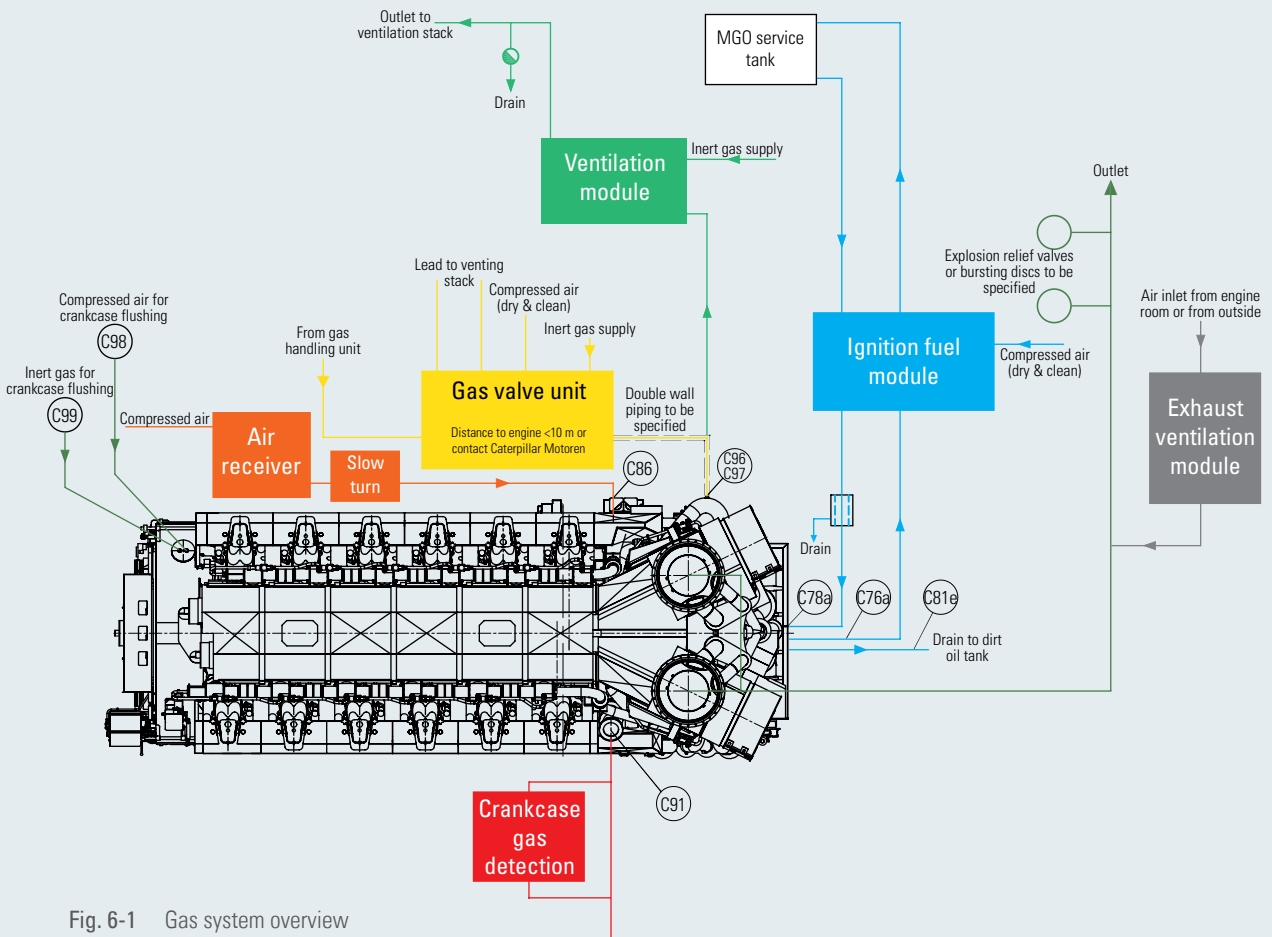 Outlet to
ventilation stack
Drain
MGO service
tank
Ventilation
module
Inert gas supply
Outlet
Explosion relief valves
or bursting discs to be
specified
Air inlet from engine
room or from outside
Lead to venting
stack
Compressed air
(dry & clean)
Inert gas supply
From gas
handling unit
Compressed air for
crankcase flushing
C98
Inert gas for
crankcase flushing
C99
Compressed air
Air
receiver
Slow
turn
Gas valve unit
Distance to engine <10 m or
contact Caterpillar Motoren
Double wall
piping to be
specified
Ignition fuel
module
Compressed air
(dry & clean)
Exhaust
ventilation
module
C86
C96
C97
Drain
C78a
C76a
C81e
Drain to dirt
oil tank
C91
Crankcase
gas
detection
Fig. 6-1 Gas system overview